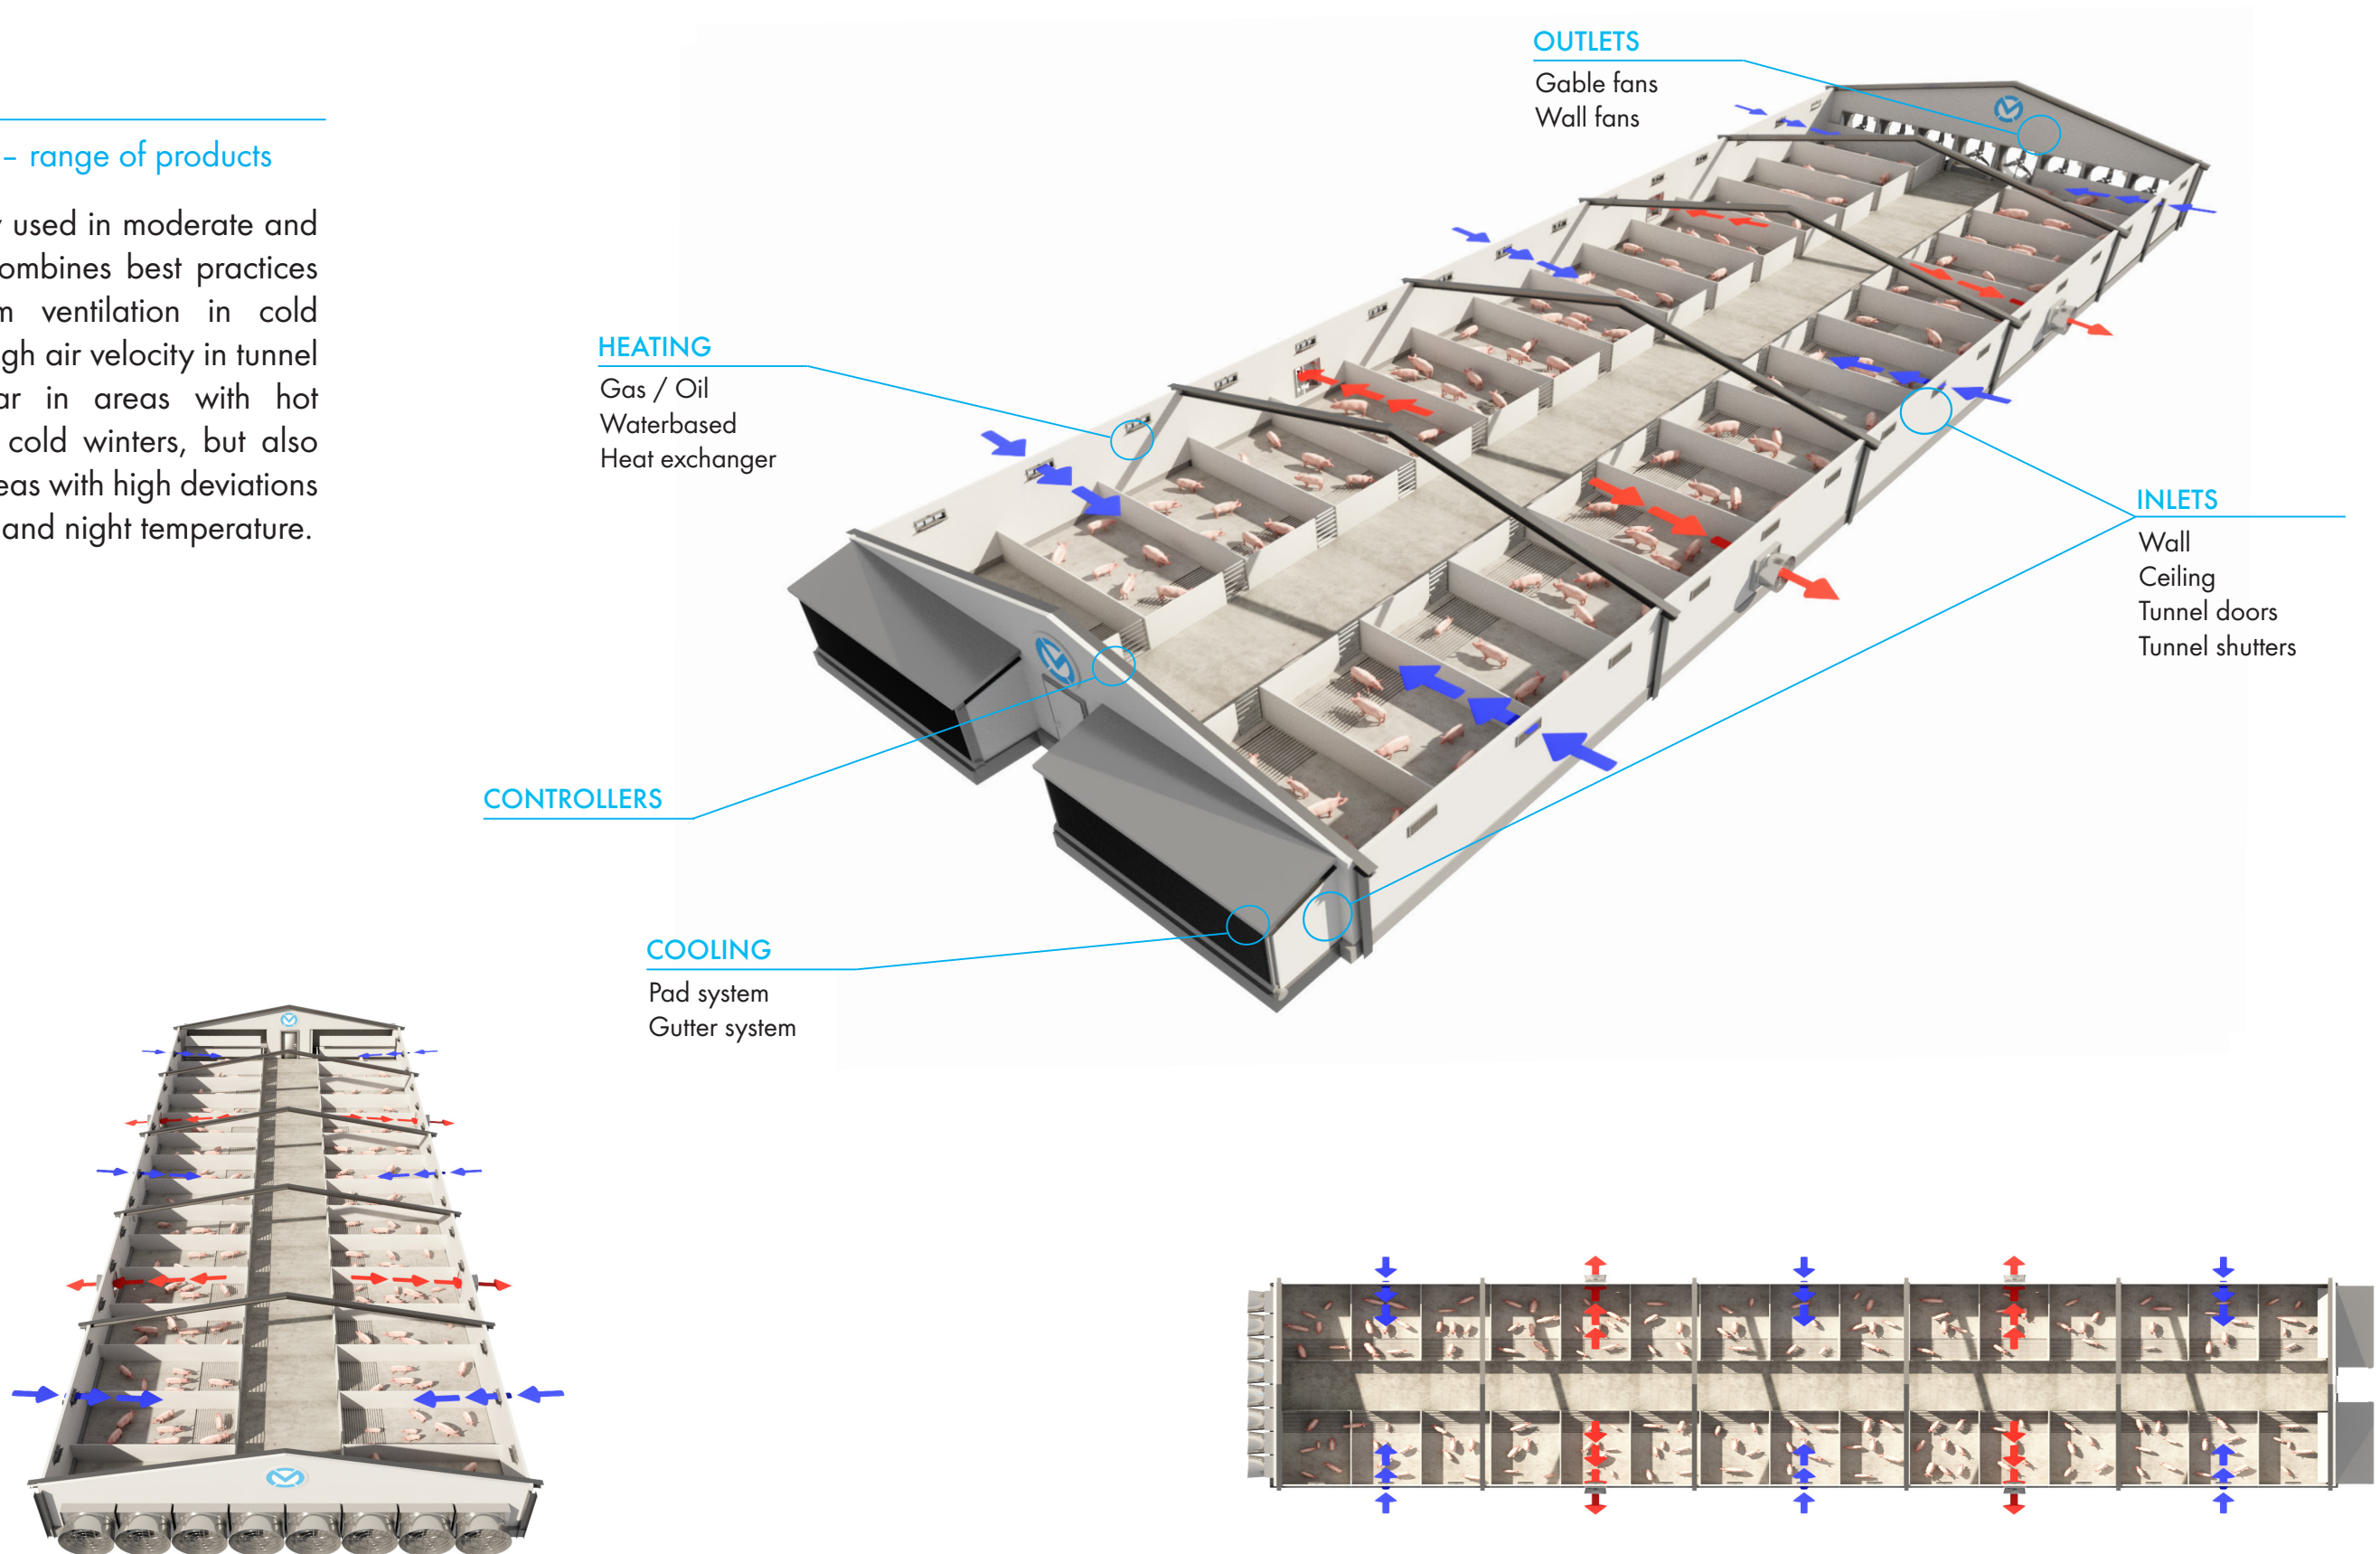 – range of products
used in moderate and
ombines best practices
ventilation in cold
gh air velocity in tunnel
ar in areas with hot
cold winters, but also
eas with high deviations
and night temperature.
OUTLETS
Gable fans
Wall fans
HEATING
Gas / Oil
Waterbased
Heat exchanger
INLETS
Wall
Ceiling
Tunnel doors
Tunnel shutters
CONTROLLERS
COOLING
Pad system
Gutter system